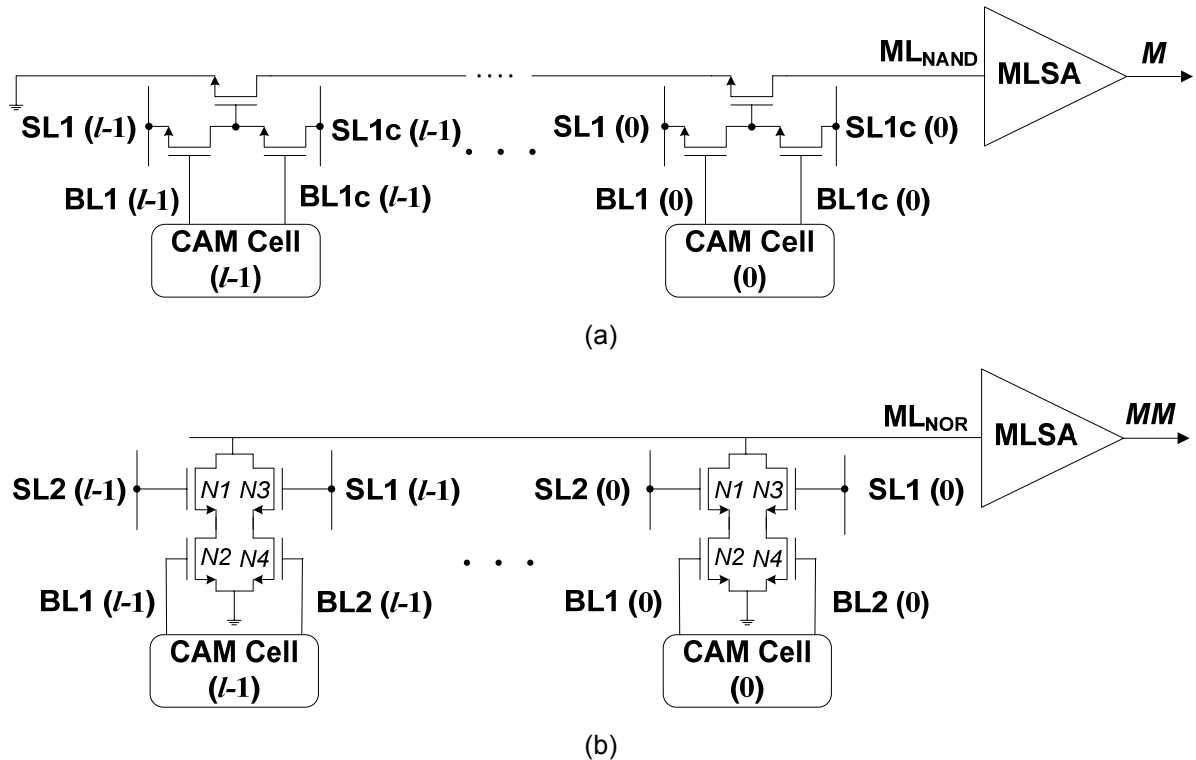 ML_NAND MLSA M
SL1 (l-1) SL1c (l-1) SL1 (0) SL1c (0)
BL1 (l-1) BL1c (l-1) BL1 (0) BL1c (0)
CAM Cell
(l-1)
CAM Cell
(0)
(a)
ML_NOR MLSA MM
SL2 (l-1) N1 N3 SL1 (l-1) SL2 (0) N1 N3 SL1 (0)
N2 N4 N2 N4
BL1 (l-1) BL2 (l-1) BL1 (0) BL2 (0)
CAM Cell
(l-1)
CAM Cell
(0)
(b)